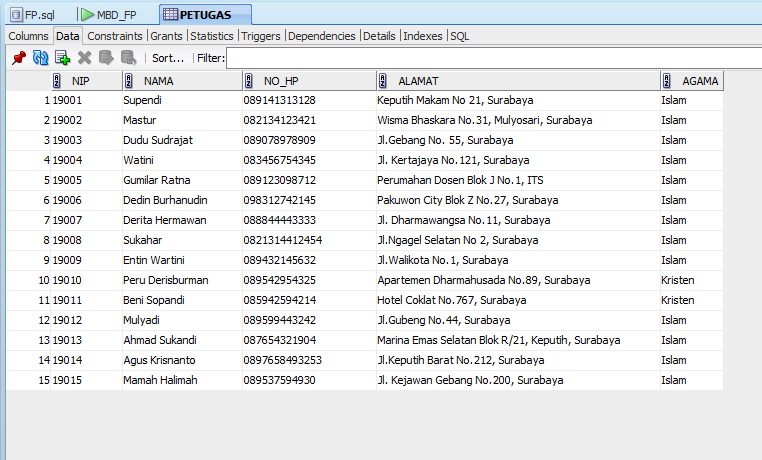 FP.sql MBD_FP PETUGAS
Columns Data Constraints Grants Statistics Triggers Dependencies Details Indexes SQL
Sort... Filter:
NIP NAMA NO_HP ALAMAT AGAMA
1 19001 Supendi 089141313128 Keputih Makam No 21, Surabaya Islam
2 19002 Mastur 082134123421 Wisma Bhaskara No.31, Mulyosari, Surabaya Islam
3 19003 Dudu Sudrajat 089078978909 Jl.Gebang No. 55, Surabaya Islam
4 19004 Watini 083456754345 Jl. Kertajaya No.121, Surabaya Islam
5 19005 Gumilar Ratna 089123098712 Perumahan Dosen Blok J No.1, ITS Islam
6 19006 Dedin Burhanudin 098312742145 Pakuwon City Blok Z No.27, Surabaya Islam
7 19007 Derita Hermawan 088844443333 Jl. Dharmawangsa No.11, Surabaya Islam
8 19008 Sukahar 0821314412454 Jl.Ngagel Selatan No 2, Surabaya Islam
9 19009 Entin Wartini 089432145632 Jl.Walikota No.1, Surabaya Islam
10 19010 Peru Derisburman 089542954325 Apartemen Dharmahusada No.89, Surabaya Kristen
11 19011 Beni Sopandi 085942594214 Hotel Coklat No.767, Surabaya Kristen
12 19012 Mulyadi 089599443242 Jl.Gubeng No.44, Surabaya Islam
13 19013 Ahmad Sukandi 087654321904 Marina Emas Selatan Blok R/21, Keputih, Surabaya Islam
14 19014 Agus Krisnanto 0897658493253 Jl.Keputih Barat No.212, Surabaya Islam
15 19015 Mamah Halimah 089537594930 Jl. Kejawan Gebang No.200, Surabaya Islam